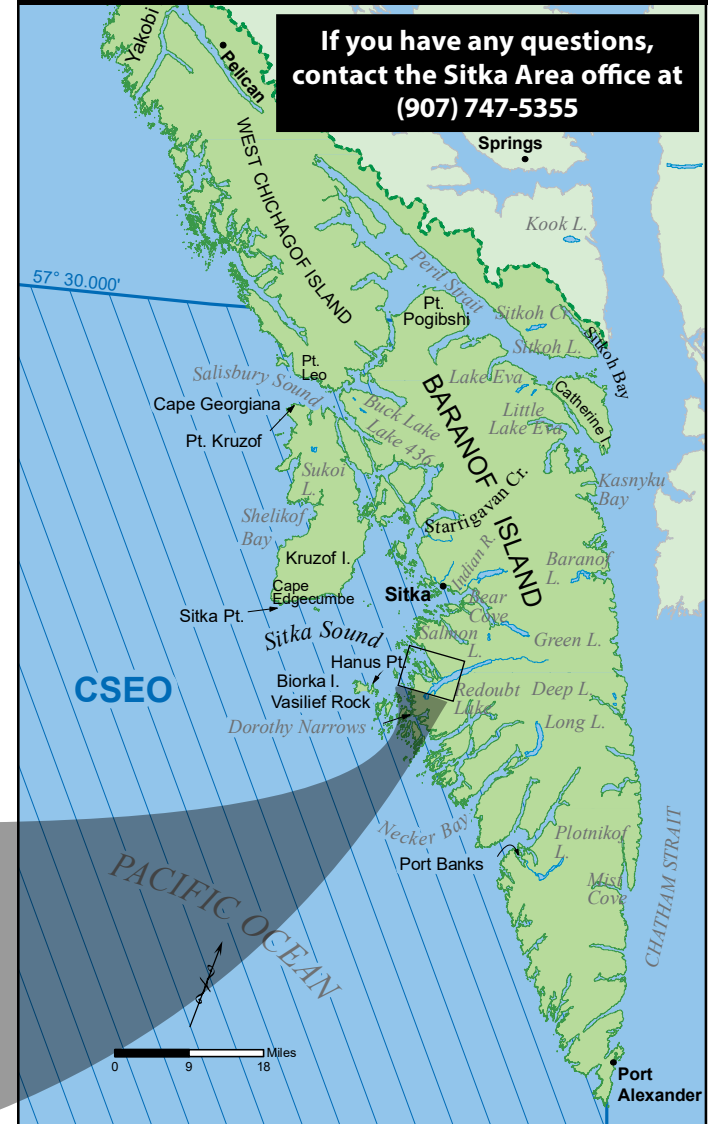 If you have any questions,
contact the Sitka Area office at
(907) 747-5355
Yakobi
Pelican
Springs
WEST CHICHAGOF ISLAND
Kook L.
Peril Strait
57° 30.000'
Pt.
Pogibshi
Sitkoh Cr.
Sitkoh L.
Sitkoh Bay
Pt.
Leo
Salisbury Sound
Lake Eva
Catherine I.
Cape Georgiana
Buck Lake
Little
Lake Eva
Pt. Kruzof
Lake 436
BARANOF ISLAND
Sukoi
L.
Kasnyku
Bay
Shelikof
Bay
Starrigavan Cr.
Kruzof I.
Indian R.
Baranof
L.
Cape
Edgecumbe
Sitka
Bear
Cove
Sitka Pt.
Sitka Sound
Salmon
L.
Green L.
Hanus Pt.
CSEO
Biorka I.
Vasilief Rock
Redoubt
Lake
Deep L.
Dorothy Narrows
Long L.
Necker Bay
Plotnikof
L.
Port Banks
PACIFIC OCEAN
Mist
Cove
CHATHAM STRAIT
Miles
0 9 18
Port
Alexander